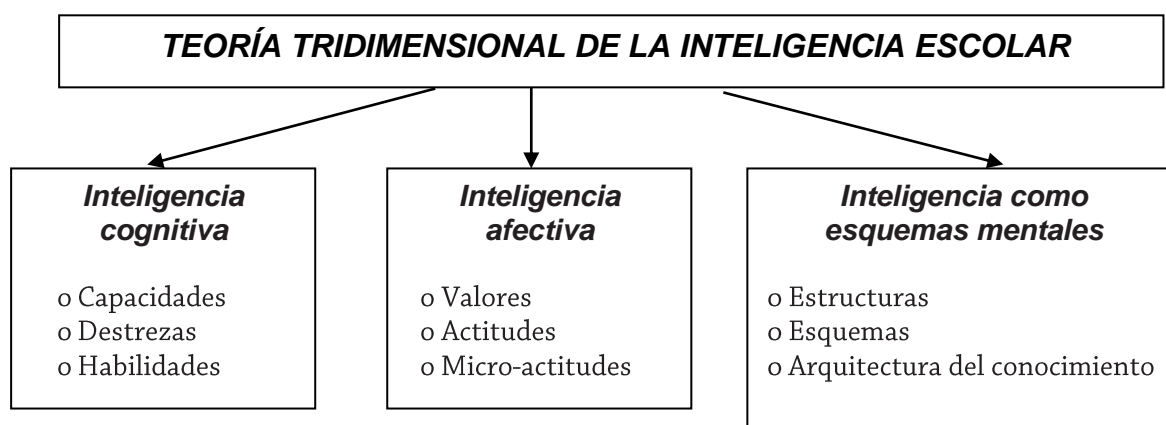 TEORÍA TRIDIMENSIONAL DE LA INTELIGENCIA ESCOLAR
Inteligencia
cognitiva
o Capacidades
o Destrezas
o Habilidades
Inteligencia
afectiva
o Valores
o Actitudes
o Micro-actitudes
Inteligencia como
esquemas mentales
o Estructuras
o Esquemas
o Arquitectura del conocimiento